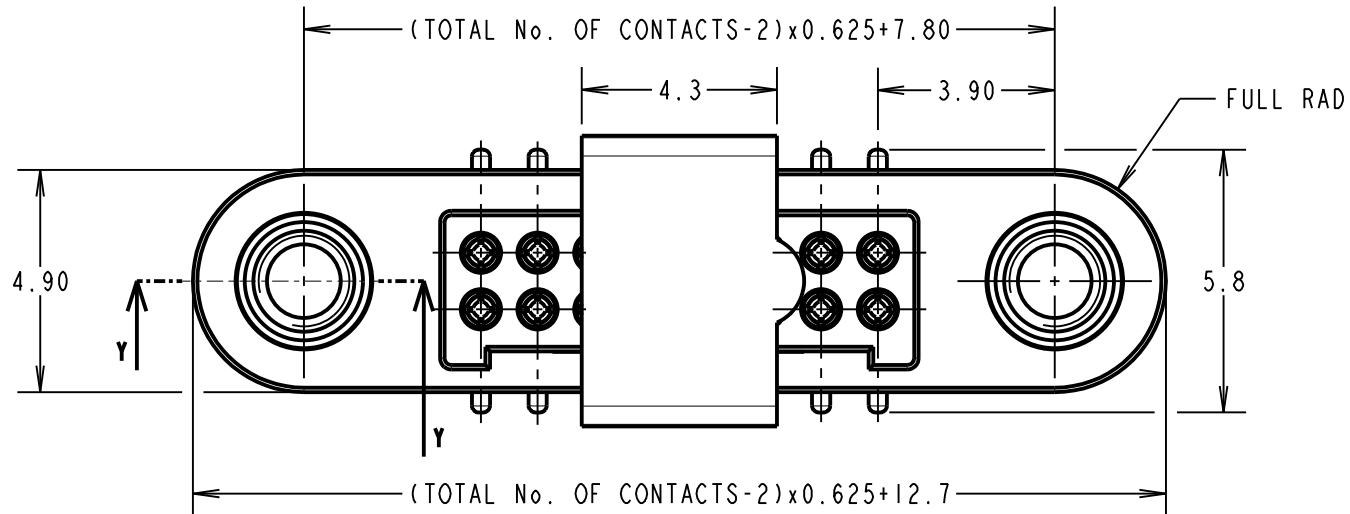 (TOTAL No. OF CONTACTS-2)x0.625+7.80
4.3
3.90
FULL RAD
4.90
5.8
Y
Y
(TOTAL No. OF CONTACTS-2)x0.625+12.7